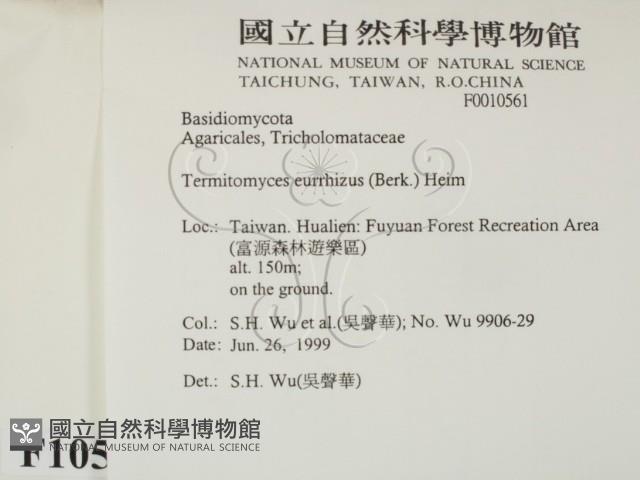 國立自然科學博物館
NATIONAL MUSEUM OF NATURAL SCIENCE
TAICHUNG, TAIWAN, R.O.CHINA
F0010561
Basidiomycota
Agaricales, Tricholomataceae
Termitomyces eurrhizus (Berk.) Heim
Loc.: Taiwan. Hualien: Fuyuan Forest Recreation Area
(富源森林遊樂區)
alt. 150m;
on the ground.
Col.: S.H. Wu et al.(吳聲華); No. Wu 9906-29
Date: Jun. 26, 1999
Det.: S.H. Wu(吳聲華)
國立自然科學博物館
NATIONAL MUSEUM OF NATURAL SCIENCE
F105